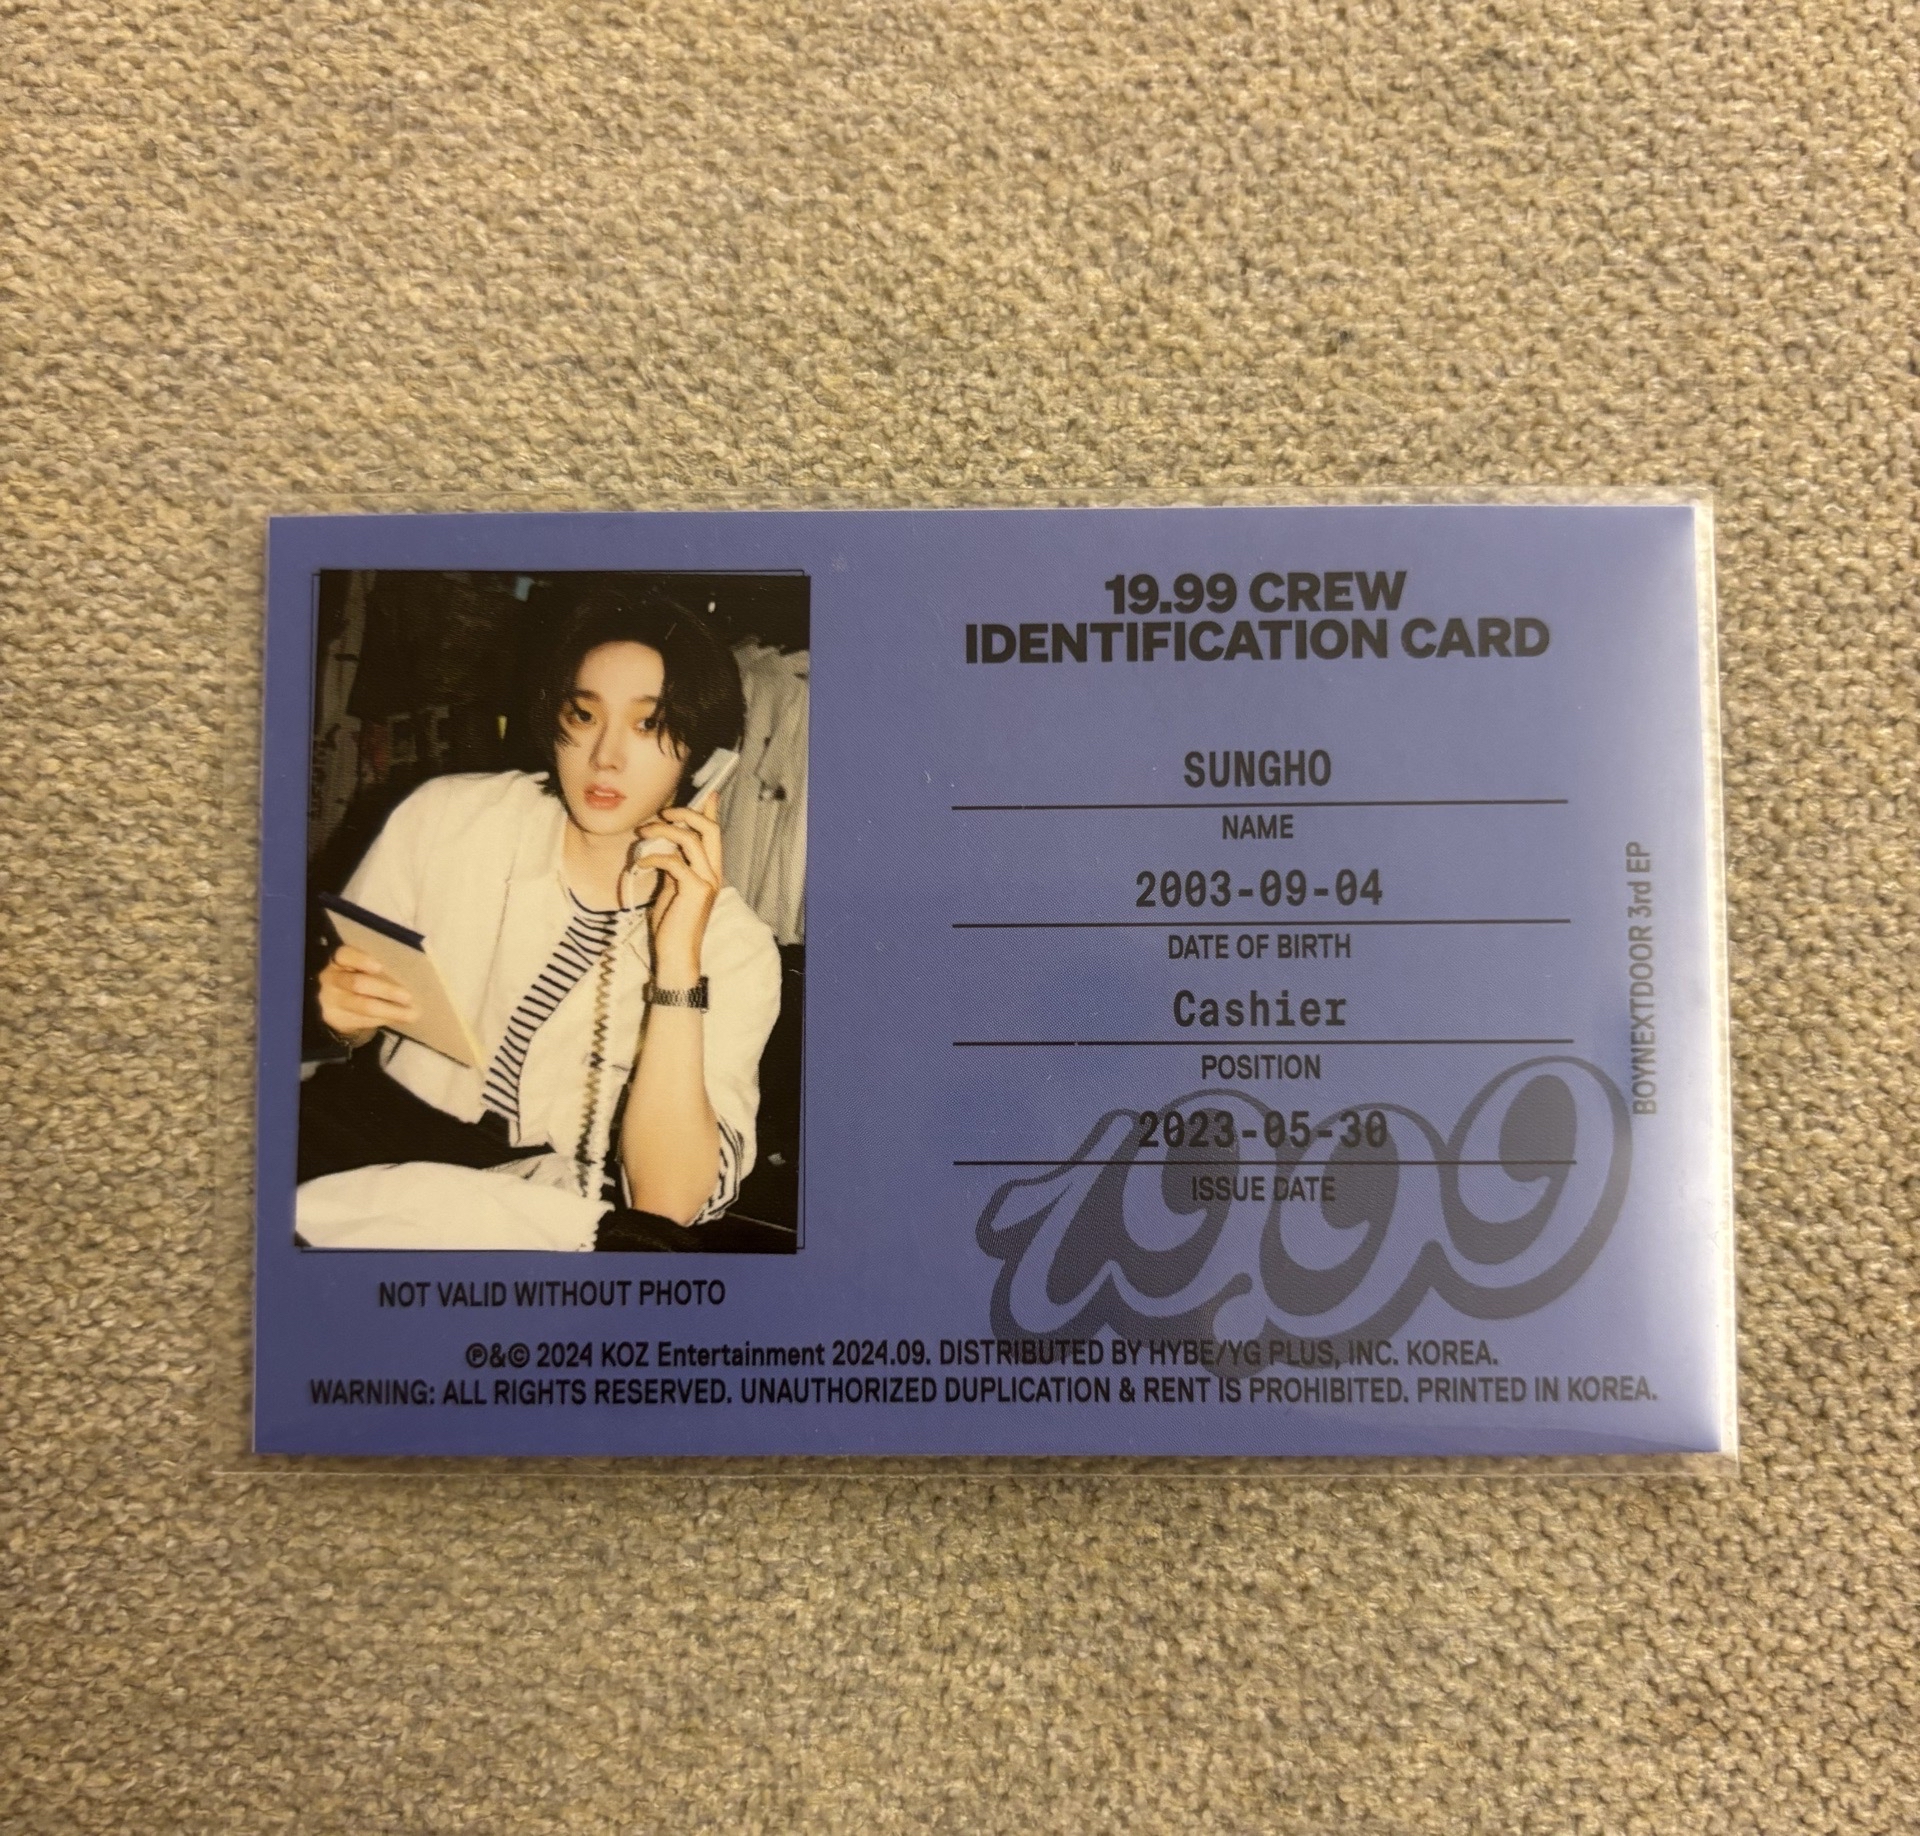 19.99 CREW
IDENTIFICATION CARD
SUNGHO
NAME
2003-09-04
DATE OF BIRTH
Cashier
POSITION
2023-05-30
ISSUE DATE
19.99
BOYNEXTDOOR 3rd EP
NOT VALID WITHOUT PHOTO
℗&© 2024 KOZ Entertainment 2024.09. DISTRIBUTED BY HYBE/YG PLUS, INC. KOREA.
WARNING: ALL RIGHTS RESERVED. UNAUTHORIZED DUPLICATION & RENT IS PROHIBITED. PRINTED IN KOREA.